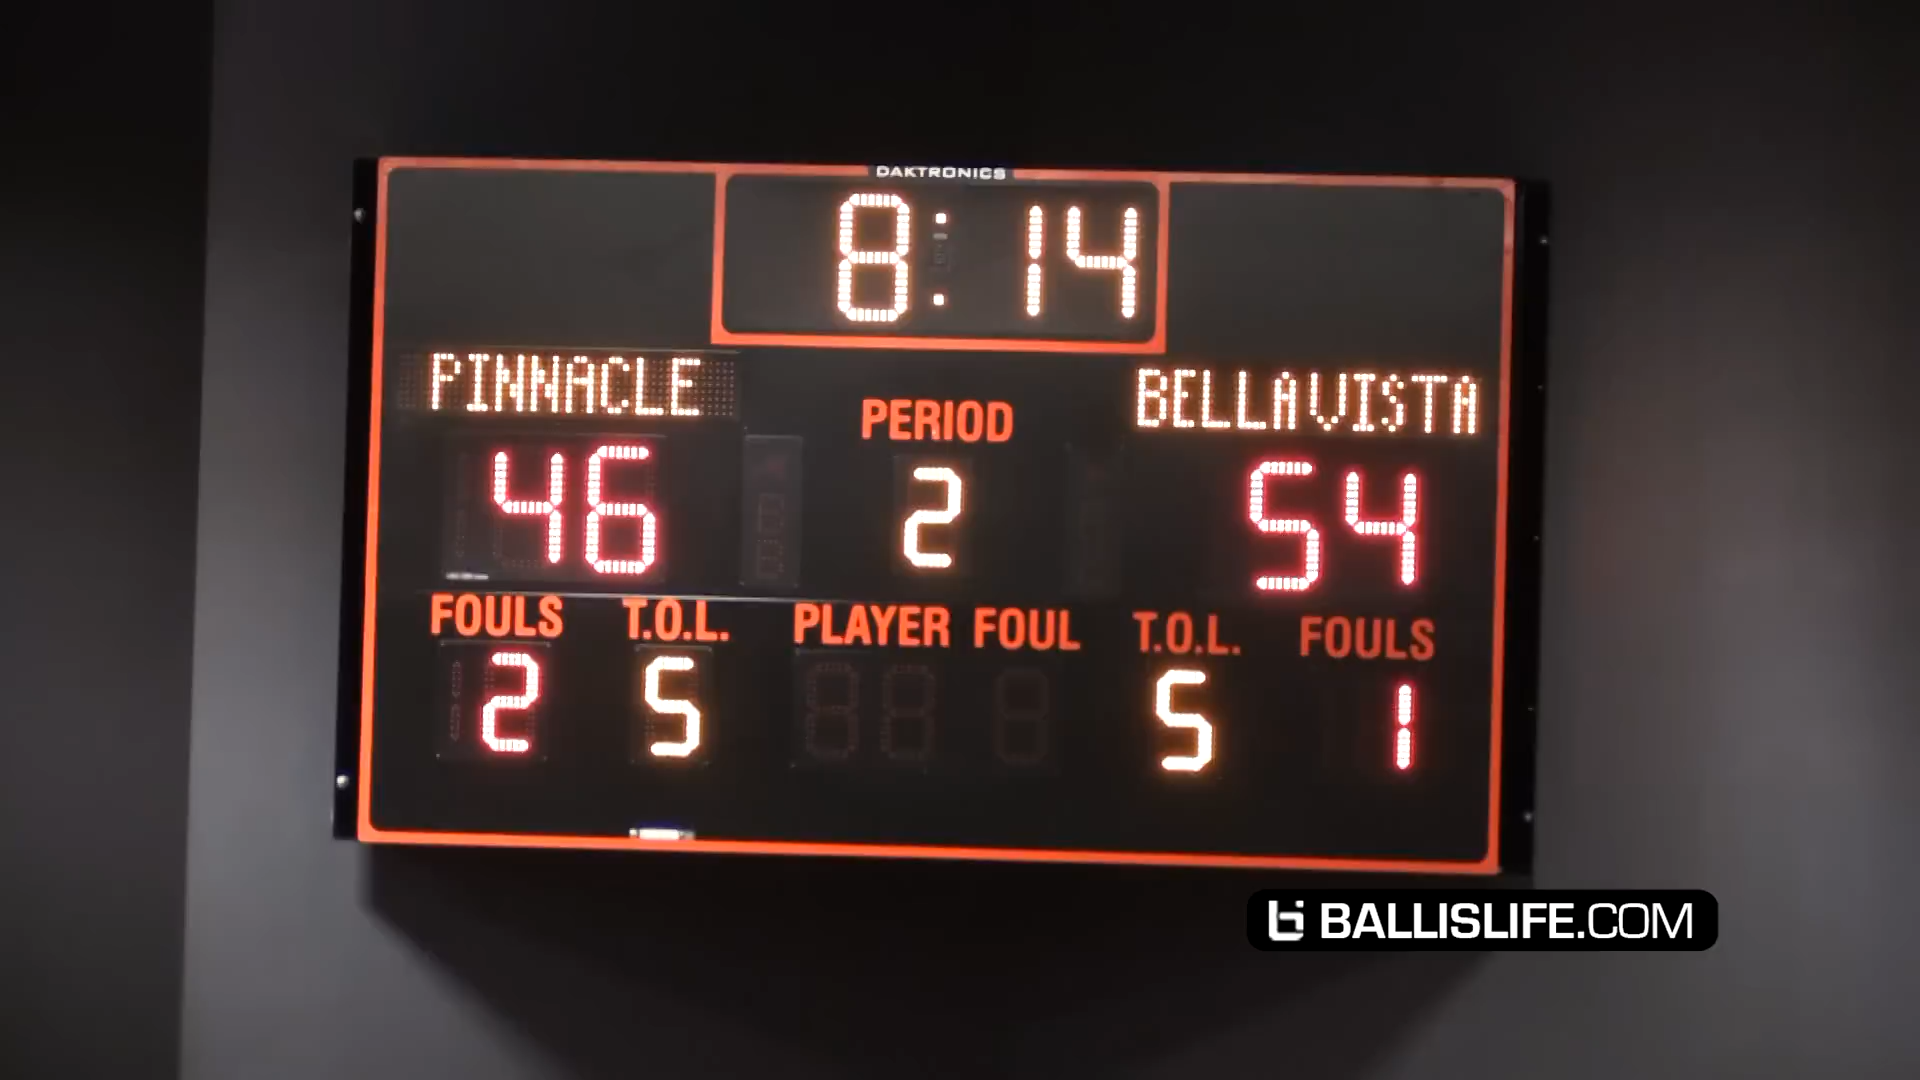 DAKTRONICS
8:14
PINNACLE
BELLAVISTA
PERIOD
46 2 54
FOULS T.O.L. PLAYER FOUL T.O.L. FOULS
2 5 5 1
BALLISLIFE.COM